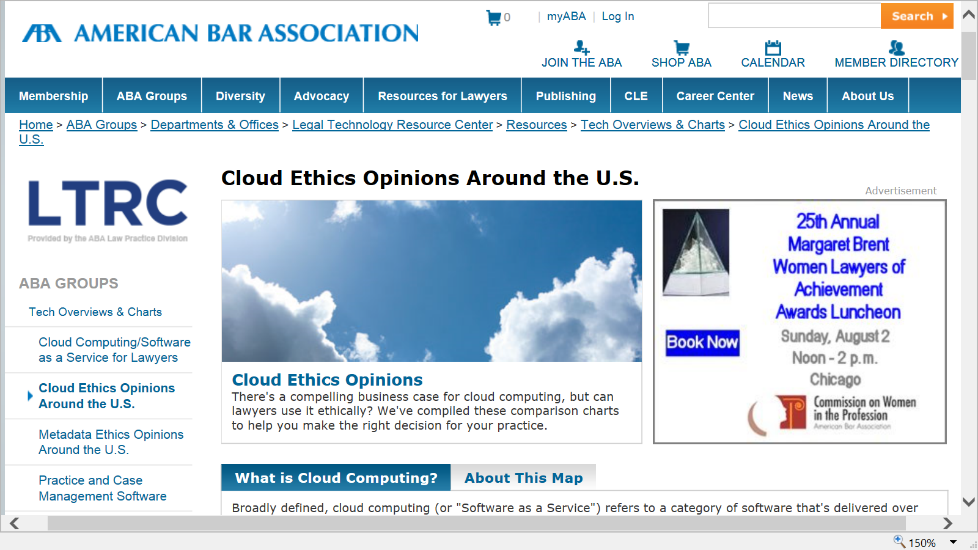 ABA AMERICAN BAR ASSOCIATION
0 | myABA | Log In
Search
JOIN THE ABA SHOP ABA CALENDAR MEMBER DIRECTORY
Membership ABA Groups Diversity Advocacy Resources for Lawyers Publishing CLE Career Center News About Us
Home > ABA Groups > Departments & Offices > Legal Technology Resource Center > Resources > Tech Overviews & Charts > Cloud Ethics Opinions Around the
U.S.
LTRC
Provided by the ABA Law Practice Division
ABA GROUPS
Tech Overviews & Charts
Cloud Computing/Software
as a Service for Lawyers
Cloud Ethics Opinions
Around the U.S.
Metadata Ethics Opinions
Around the U.S.
Practice and Case
Management Software
Cloud Ethics Opinions Around the U.S.
Cloud Ethics Opinions
There's a compelling business case for cloud computing, but can
lawyers use it ethically? We've compiled these comparison charts
to help you make the right decision for your practice.
What is Cloud Computing? About This Map
Broadly defined, cloud computing (or "Software as a Service") refers to a category of software that's delivered over
Advertisement
25th Annual
Margaret Brent
Women Lawyers of
Achievement
Awards Luncheon
Book Now
Sunday, August 2
Noon - 2 p.m.
Chicago
Commission on Women
in the Profession
American Bar Association
150%